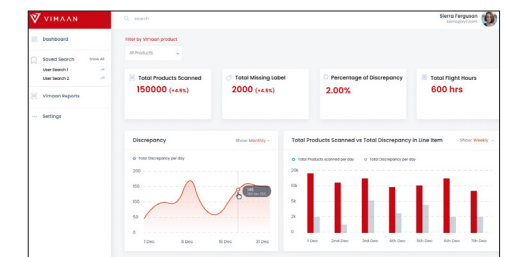 VIMAAN
search
Sierra Ferguson
Dashboard
Saved Search
Show All
User Search 1
User Search 2
Vimaan Reports
Settings
Filter by Vimaan product
All Products
Total Products Scanned
150000 (+4.5%)
Total Missing Label
2000 (+4.5%)
Percentage of Discrepancy
2.00%
Total Flight Hours
600 hrs
Discrepancy
Show: Monthly
Total Discrepancy per day
200
150
100
50
0
1 Dec
8 Dec
15 Dec
31 Dec
Total Products Scanned vs Total Discrepancy in Line Item
Show: Weekly
Total Products scanned per day
Total Discrepancy per day
20k
10k
5k
2k
0
1 Dec
2nd Dec
3rd Dec
4th Dec
5th Dec
6th Dec
7th Dec